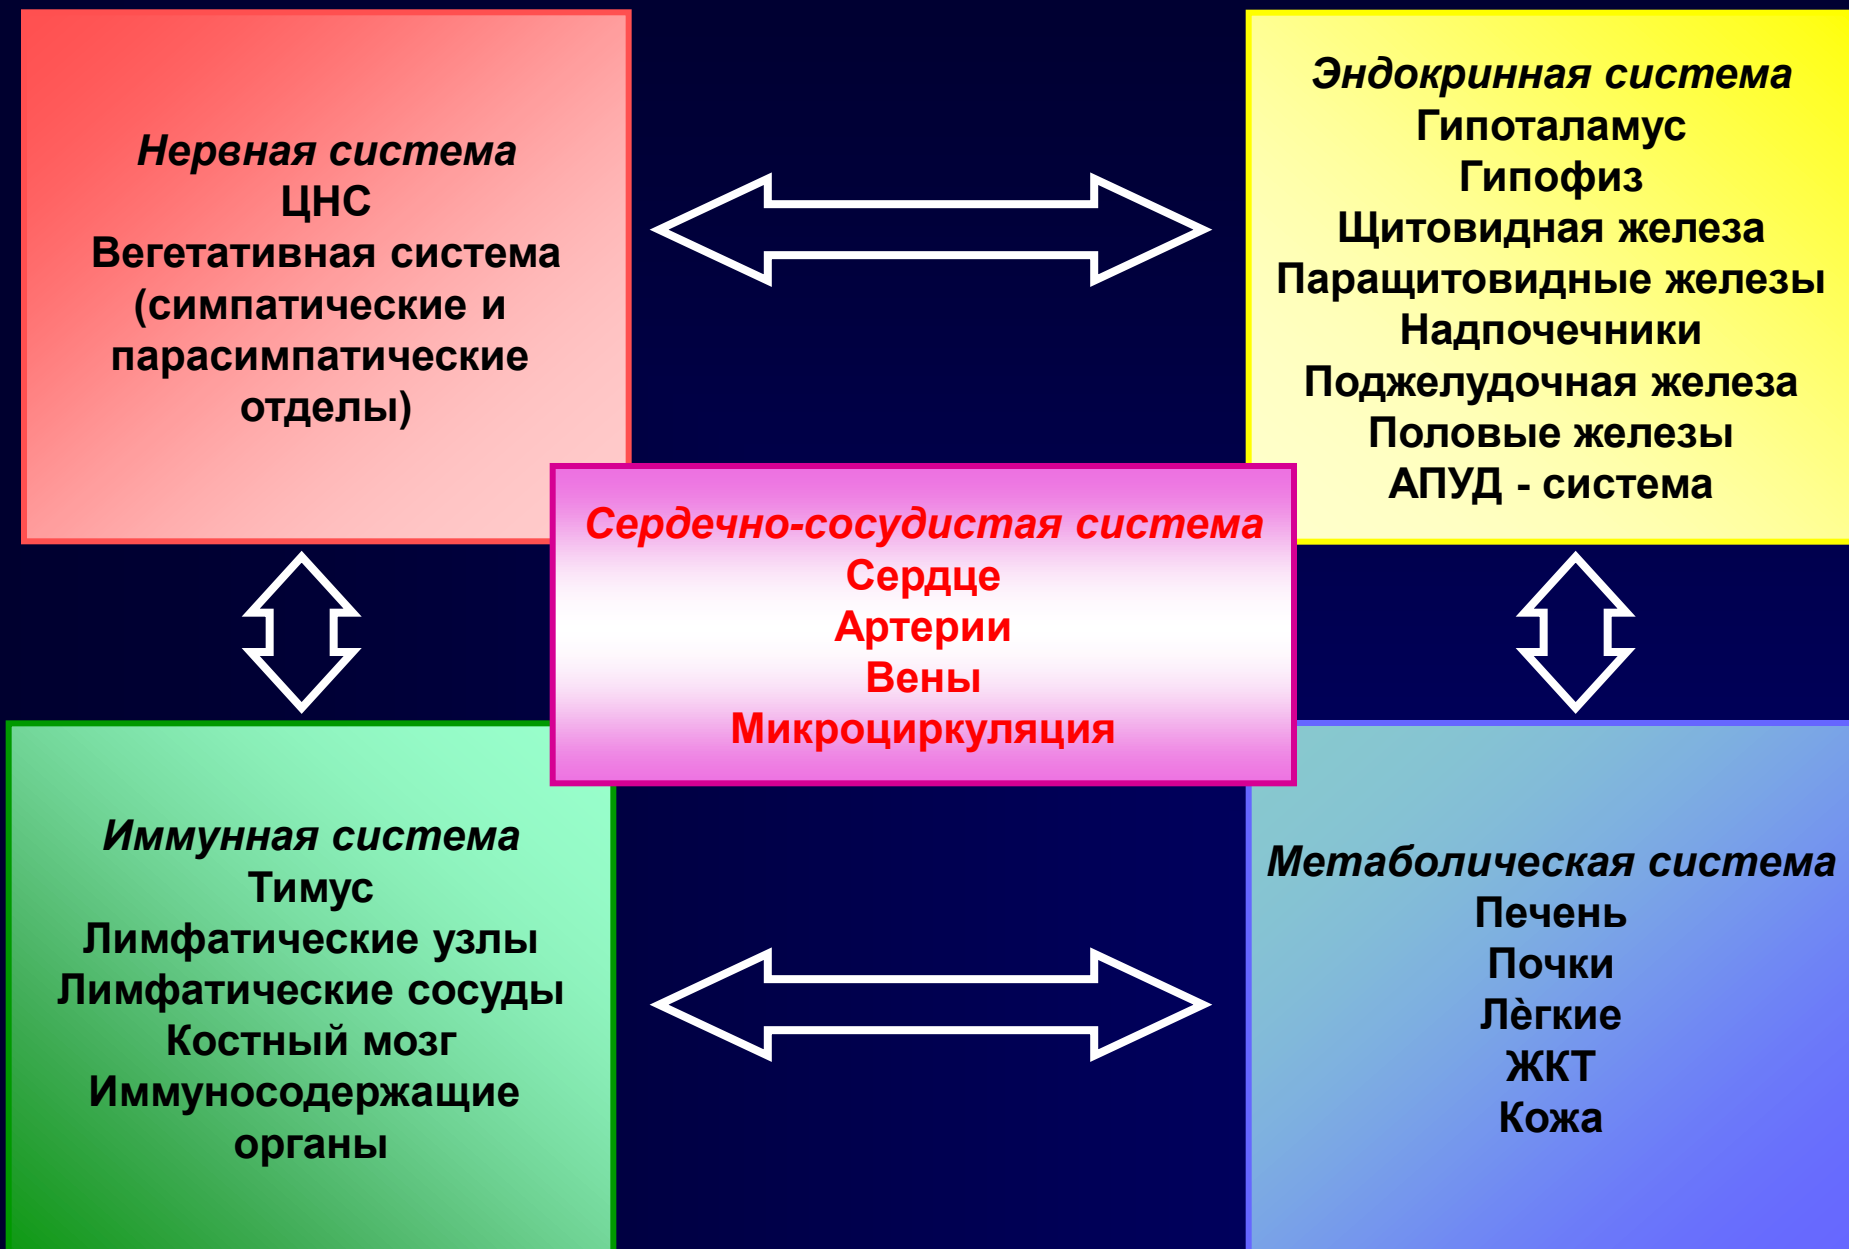 Нервная система
ЦНС
Вегетативная система
(симпатические и
парасимпатические
отделы)
Эндокринная система
Гипоталамус
Гипофиз
Щитовидная железа
Паращитовидные железы
Надпочечники
Поджелудочная железа
Половые железы
АПУД - система
Сердечно-сосудистая система
Сердце
Артерии
Вены
Микроциркуляция
Иммунная система
Тимус
Лимфатические узлы
Лимфатические сосуды
Костный мозг
Иммуносодержащие
органы
Метаболическая система
Печень
Почки
Лѐгкие
ЖКТ
Кожа